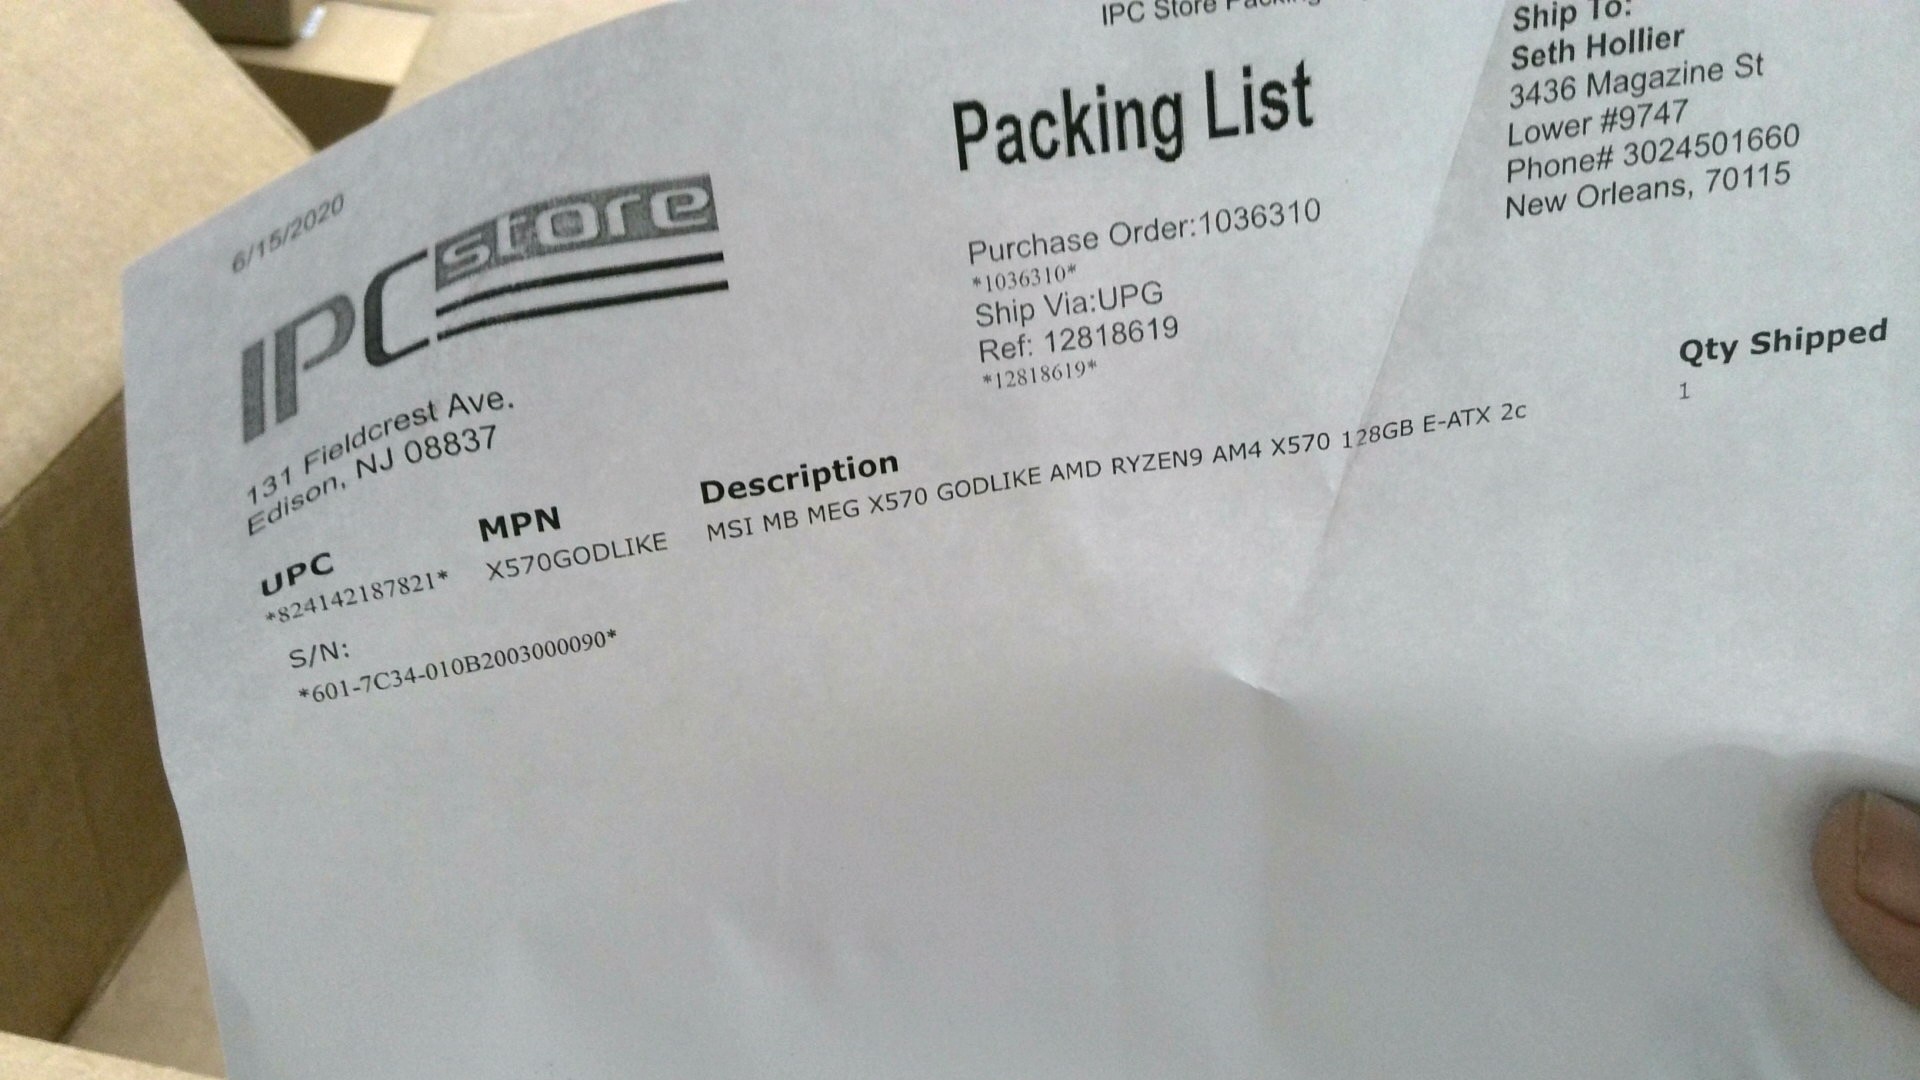 IPC Store Packing
6/15/2020
IPC store
131 Fieldcrest Ave.
Edison, NJ 08837
Packing List
Purchase Order:1036310
*1036310*
Ship Via:UPG
Ref: 12818619
*12818619*
Ship To:
Seth Hollier
3436 Magazine St
Lower #9747
Phone# 3024501660
New Orleans, 70115
UPC MPN Description Qty Shipped
*824142187821* X570GODLIKE MSI MB MEG X570 GODLIKE AMD RYZEN9 AM4 X570 128GB E-ATX 2c 1
S/N:
*601-7C34-010B2003000090*